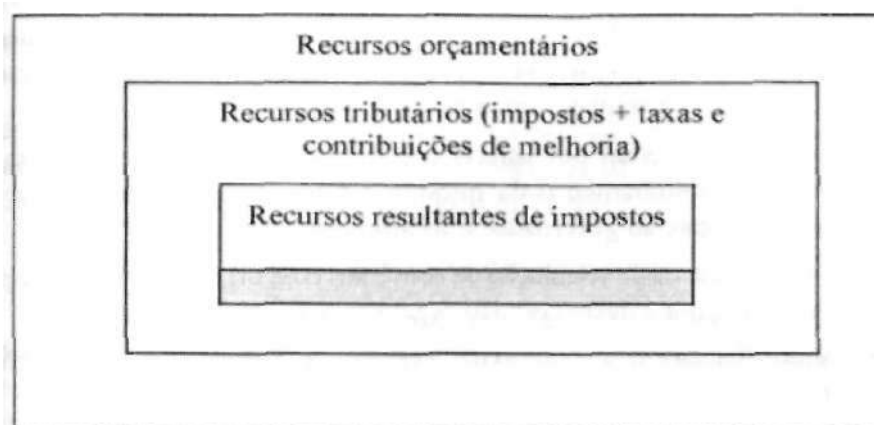 Recursos orçamentários
Recursos tributários (impostos + taxas e
contribuições de melhoria)
Recursos resultantes de impostos